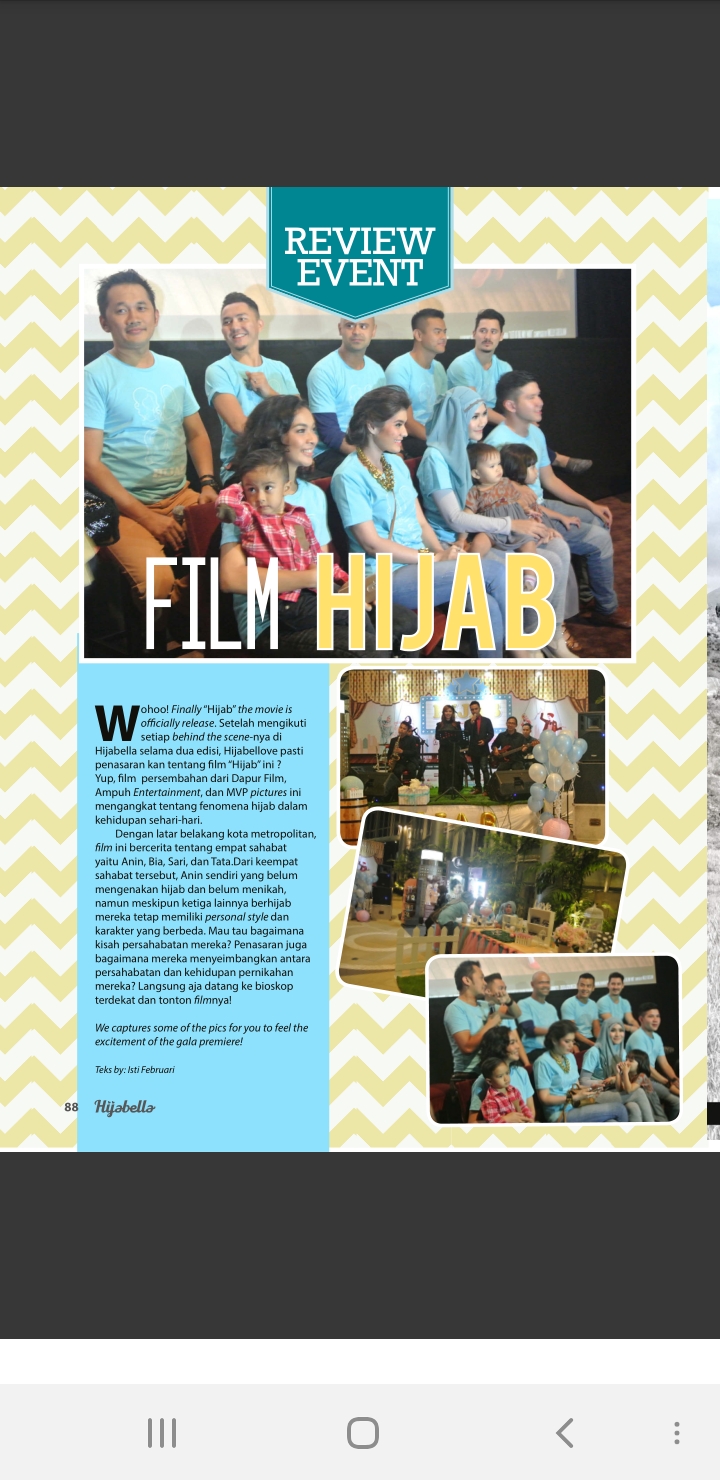 REVIEW
EVENT
FILM HIJAB
Wohoo! Finally "Hijab" the movie is
officially release. Setelah mengikuti
setiap behind the scene-nya di
Hijabella selama dua edisi, Hijabellove pasti
penasaran kan tentang film "Hijab" ini ?
Yup, film persembahan dari Dapur Film,
Ampuh Entertainment, dan MVP pictures ini
mengangkat tentang fenomena hijab dalam
kehidupan sehari-hari.
Dengan latar belakang kota metropolitan,
film ini bercerita tentang empat sahabat
yaitu Anin, Bia, Sari, dan Tata.Dari keempat
sahabat tersebut, Anin sendiri yang belum
mengenakan hijab dan belum menikah,
namun meskipun ketiga lainnya berhijab
mereka tetap memiliki personal style dan
karakter yang berbeda. Mau tau bagaimana
kisah persahabatan mereka? Penasaran juga
bagaimana mereka menyeimbangkan antara
persahabatan dan kehidupan pernikahan
mereka? Langsung aja datang ke bioskop
terdekat dan tonton filmnya!
We captures some of the pics for you to feel the
excitement of the gala premiere!
Teks by: Isti Februari
88 Hijabella